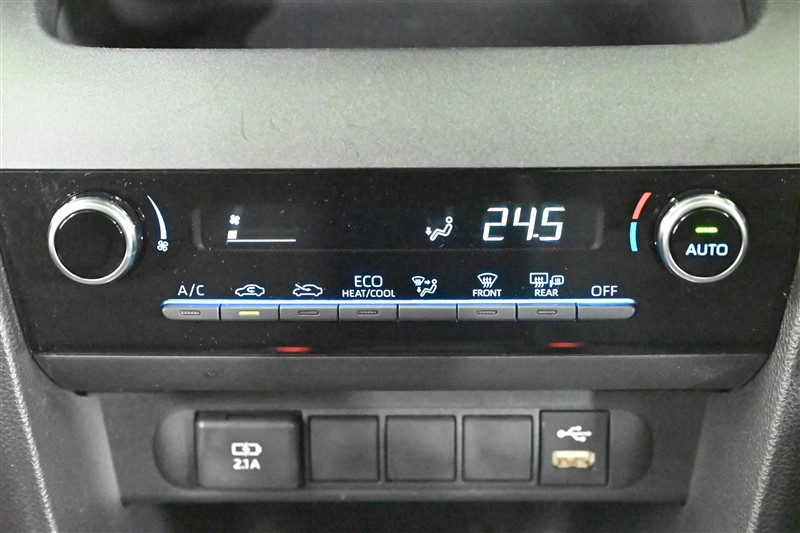 24.5
AUTO
A/C
ECO
HEAT/COOL
FRONT
REAR
OFF
2.1A